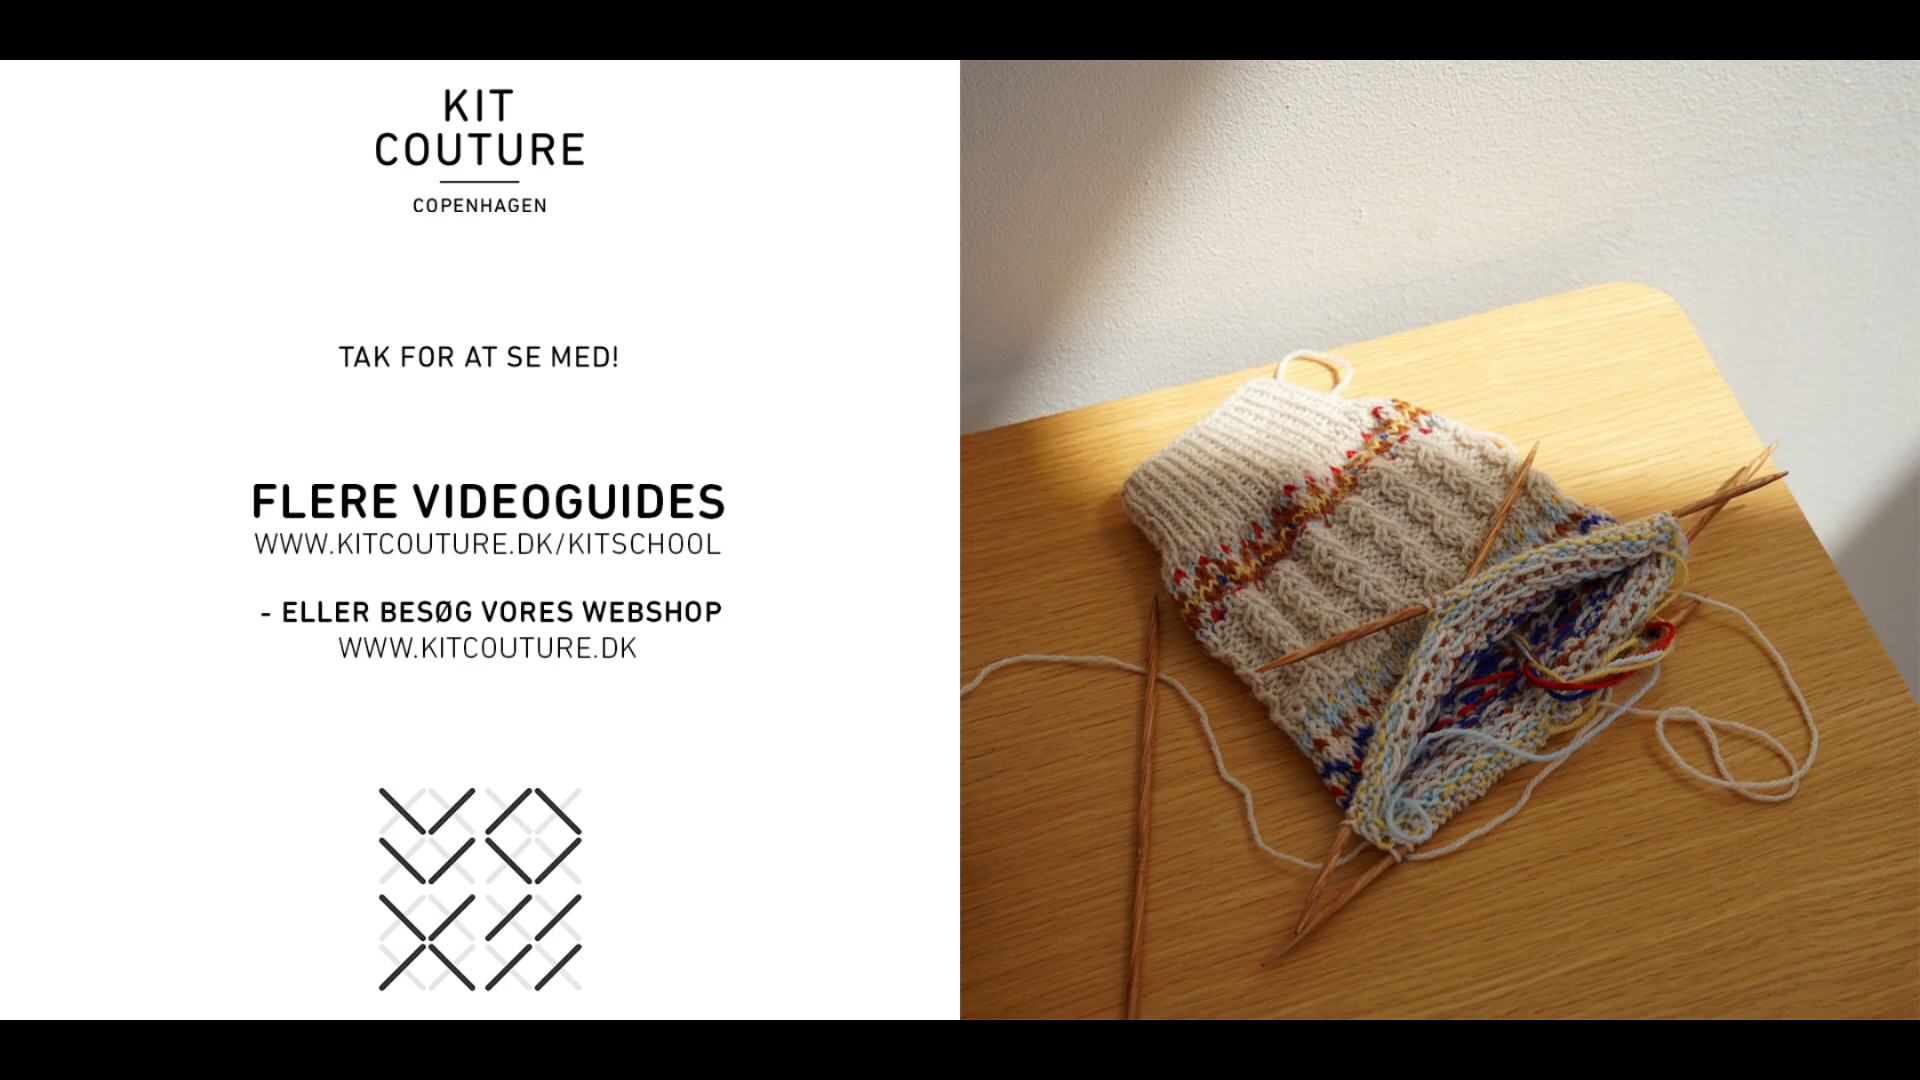 KIT
COUTURE
COPENHAGEN
TAK FOR AT SE MED!
FLERE VIDEOGUIDES
WWW.KITCOUTURE.DK/KITSCHOOL
- ELLER BESØG VORES WEBSHOP
WWW.KITCOUTURE.DK